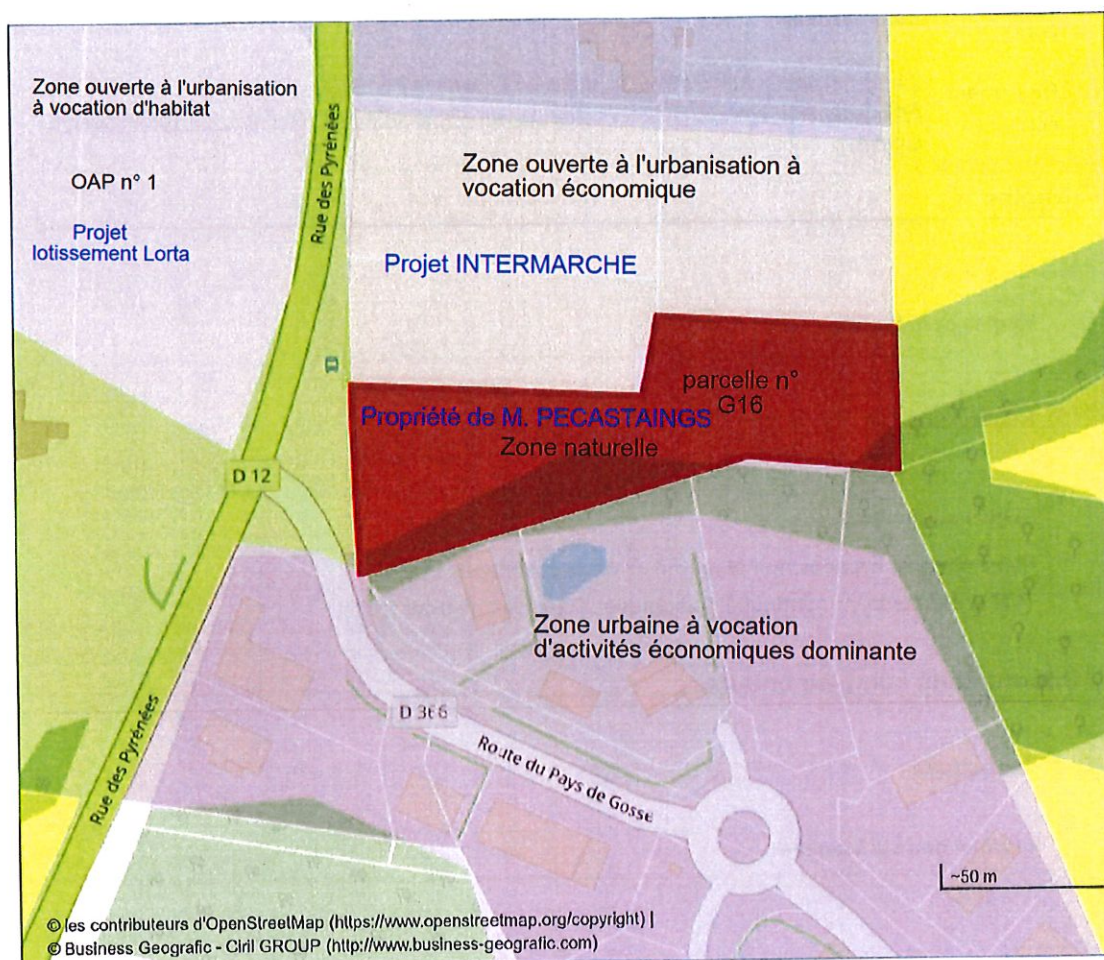 Zone ouverte à l'urbanisation
à vocation d'habitat
OAP n° 1
Projet
lotissement Lorta
Rue des Pyrénées
Zone ouverte à l'urbanisation à
vocation économique
Projet INTERMARCHE
parcelle n°
G16
Propriété de M. PECASTAINGS
Zone naturelle
D 12
Zone urbaine à vocation
d'activités économiques dominante
D 366
Route du Pays de Gosse
Rue des Pyrénées
~50 m
© les contributeurs d'OpenStreetMap (https://www.openstreetmap.org/copyright) |
© Business Geografic - Ciril GROUP (http://www.business-geografic.com)